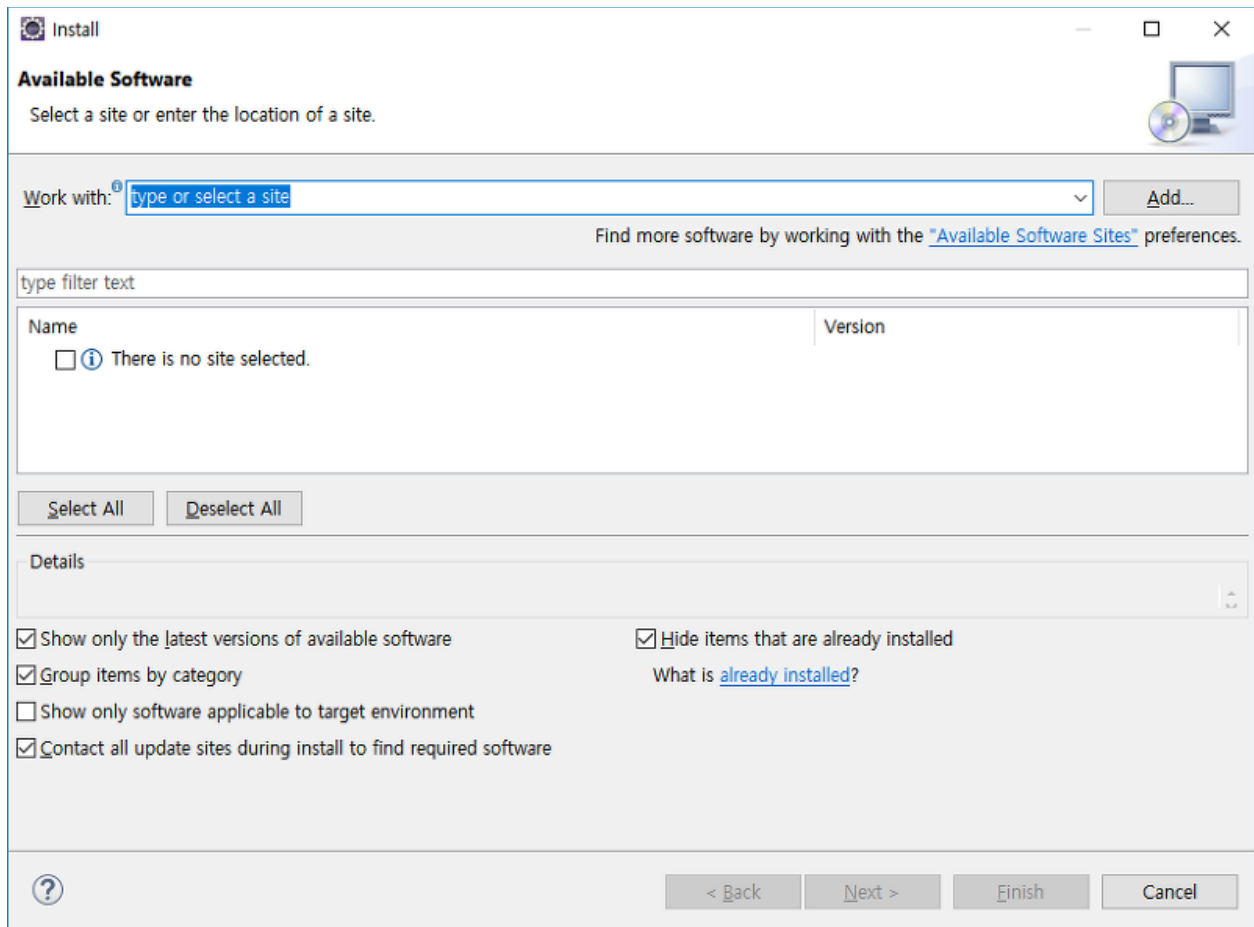 Install
Available Software
Select a site or enter the location of a site.
Work with: type or select a site Add...
Find more software by working with the "Available Software Sites" preferences.
type filter text
Name Version
There is no site selected.
Select All Deselect All
Details
Show only the latest versions of available software Hide items that are already installed
Group items by category What is already installed?
Show only software applicable to target environment
Contact all update sites during install to find required software
? < Back Next > Finish Cancel